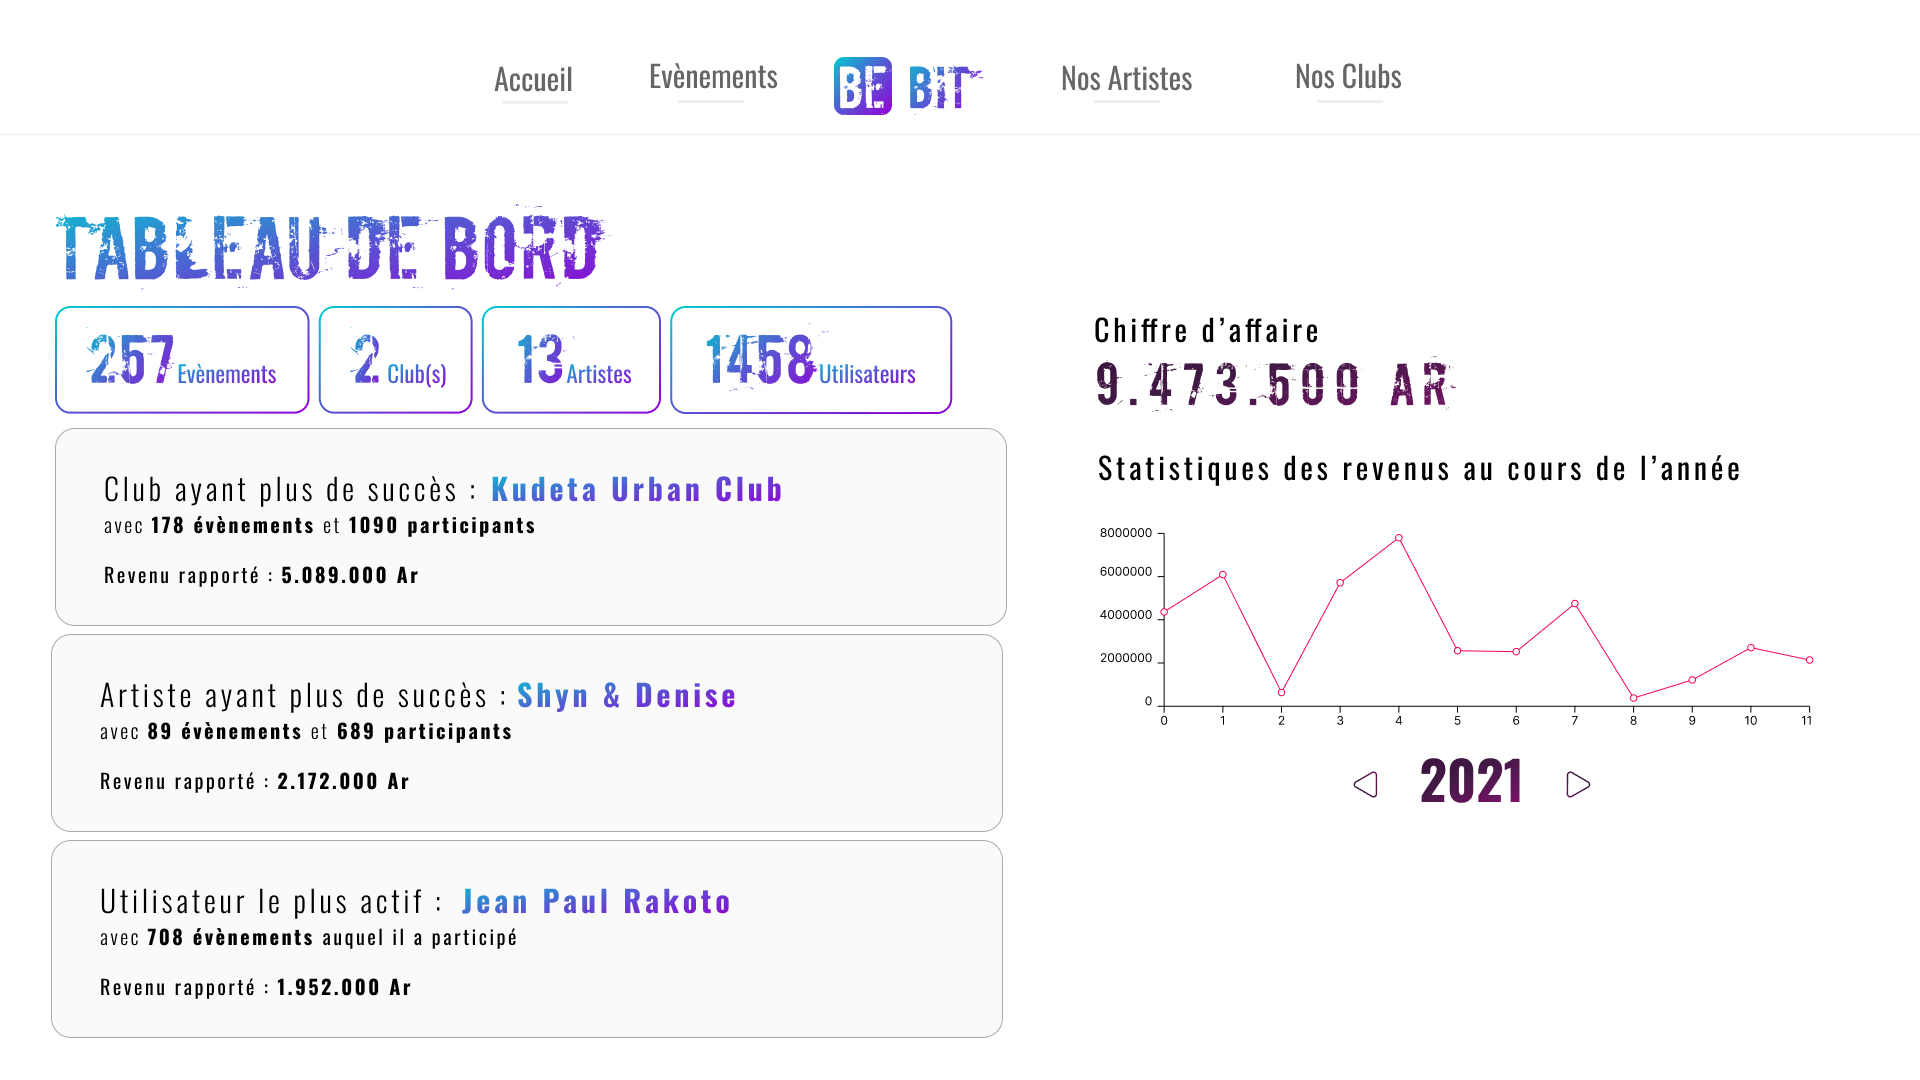 Accueil
Evènements
BE BIT
Nos Artistes
Nos Clubs
TABLEAU DE BORD
257 Evènements
2 Club(s)
13 Artistes
1458 Utilisateurs
Club ayant plus de succès : Kudeta Urban Club
avec 178 évènements et 1090 participants
Revenu rapporté : 5.089.000 Ar
Artiste ayant plus de succès : Shyn & Denise
avec 89 évènements et 689 participants
Revenu rapporté : 2.172.000 Ar
Utilisateur le plus actif : Jean Paul Rakoto
avec 708 évènements auquel il a participé
Revenu rapporté : 1.952.000 Ar
Chiffre d’affaire
9.473.500 AR
Statistiques des revenus au cours de l’année
8000000
6000000
4000000
2000000
0
0 1 2 3 4 5 6 7 8 9 10 11
2021